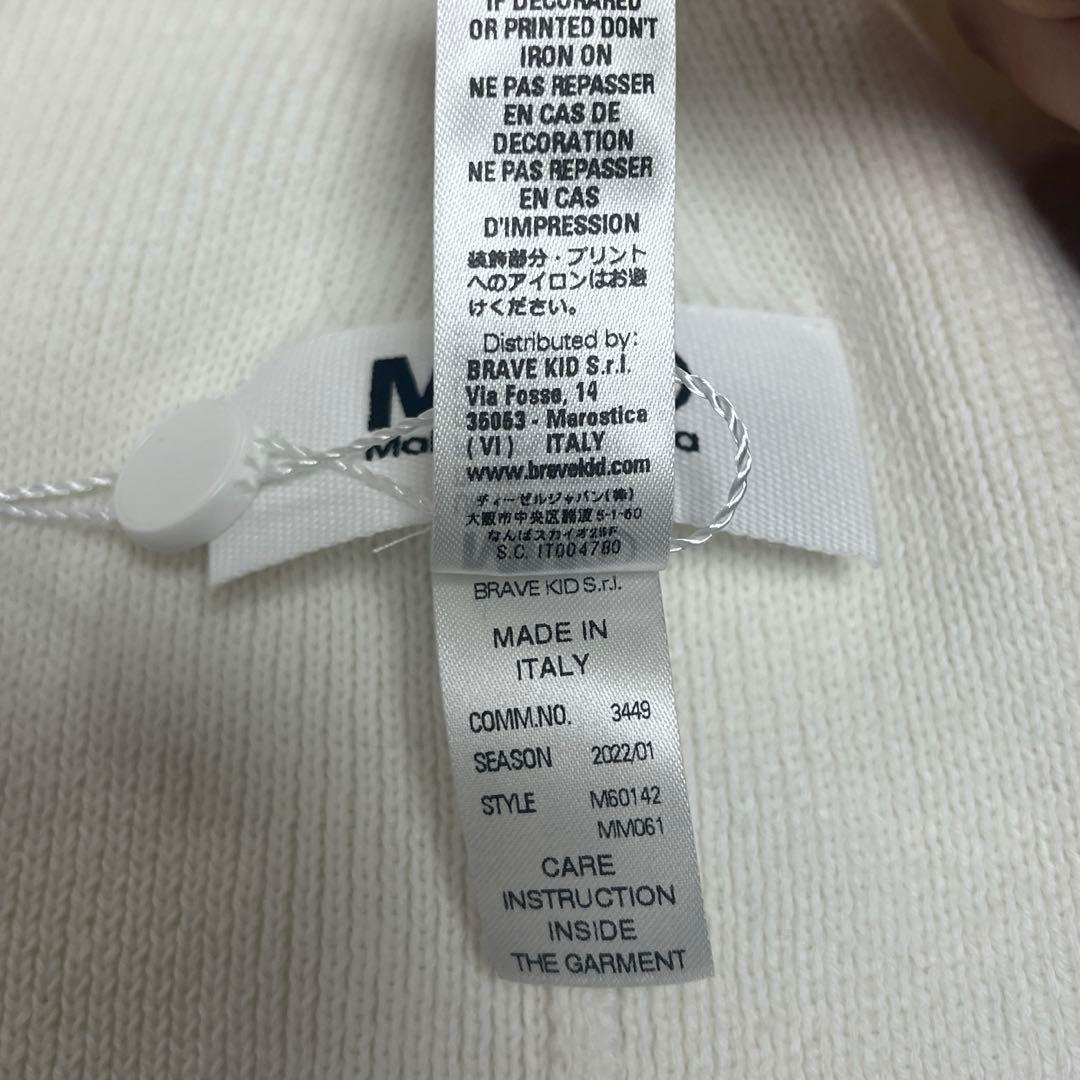 IF DECORARED
OR PRINTED DON'T
IRON ON
NE PAS REPASSER
EN CAS DE
DECORATION
NE PAS REPASSER
EN CAS
D'IMPRESSION
装飾部分・プリント
へのアイロンはお避
けください。
Distributed by:
BRAVE KID S.r.l.
Via Fosse, 14
36063 - Marostica
(VI) ITALY
www.bravekid.com
ディーゼルジャパン(株)
大阪市中央区難波5-1-60
なんばスカイオ26F
S.C. IT004780
BRAVE KID S.r.l.
MADE IN
ITALY
COMM.NO. 3449
SEASON 2022/01
STYLE M60142
MM061
CARE
INSTRUCTION
INSIDE
THE GARMENT
M
Ma
a